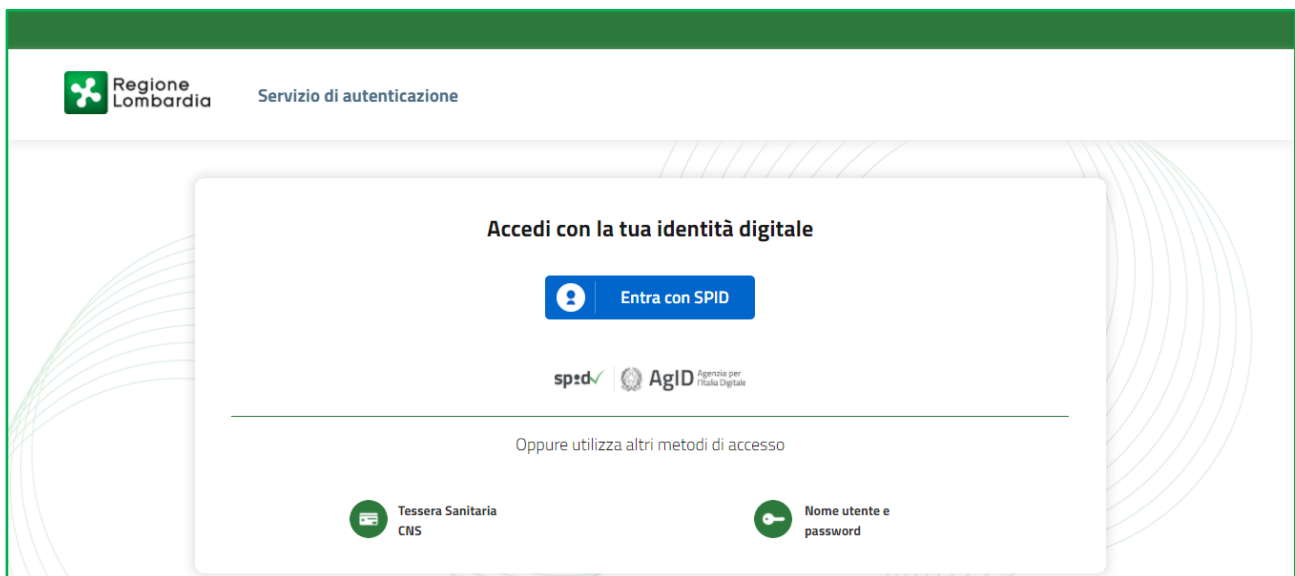 Regione
Lombardia
Servizio di autenticazione
Accedi con la tua identità digitale
Entra con SPID
spid
AgID Agenzia per
l'Italia Digitale
Oppure utilizza altri metodi di accesso
Tessera Sanitaria
CNS
Nome utente e
password